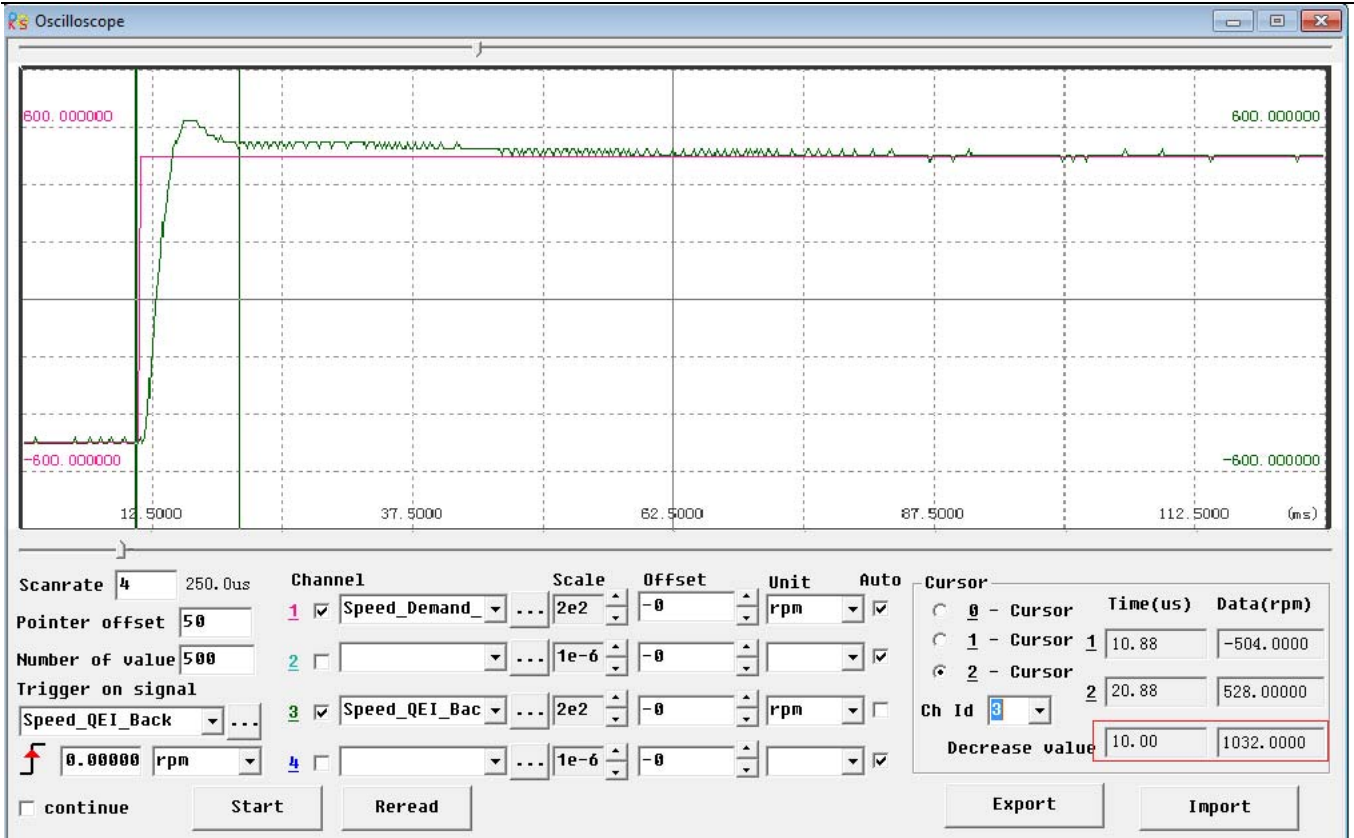 Oscilloscope
600.000000 600.000000
-600.000000 -600.000000
12.5000 37.5000 62.5000 87.5000 112.5000 (ms)
Scanrate 4 250.0us Channel Scale Offset Unit Auto Cursor
1 Speed_Demand_ ... 2e2 -0 rpm 0 - Cursor Time(us) Data(rpm)
Pointer offset 50 1 - Cursor 1 10.88 -504.0000
Number of value 500 2 ... 1e-6 -0 2 - Cursor
Trigger on signal 2 20.88 528.00000
Speed_QEI_Back ... 3 Speed_QEI_Bac ... 2e2 -0 rpm Ch Id 3
0.00000 rpm 4 ... 1e-6 -0 Decrease value 10.00 1032.0000
continue Start Reread Export Import